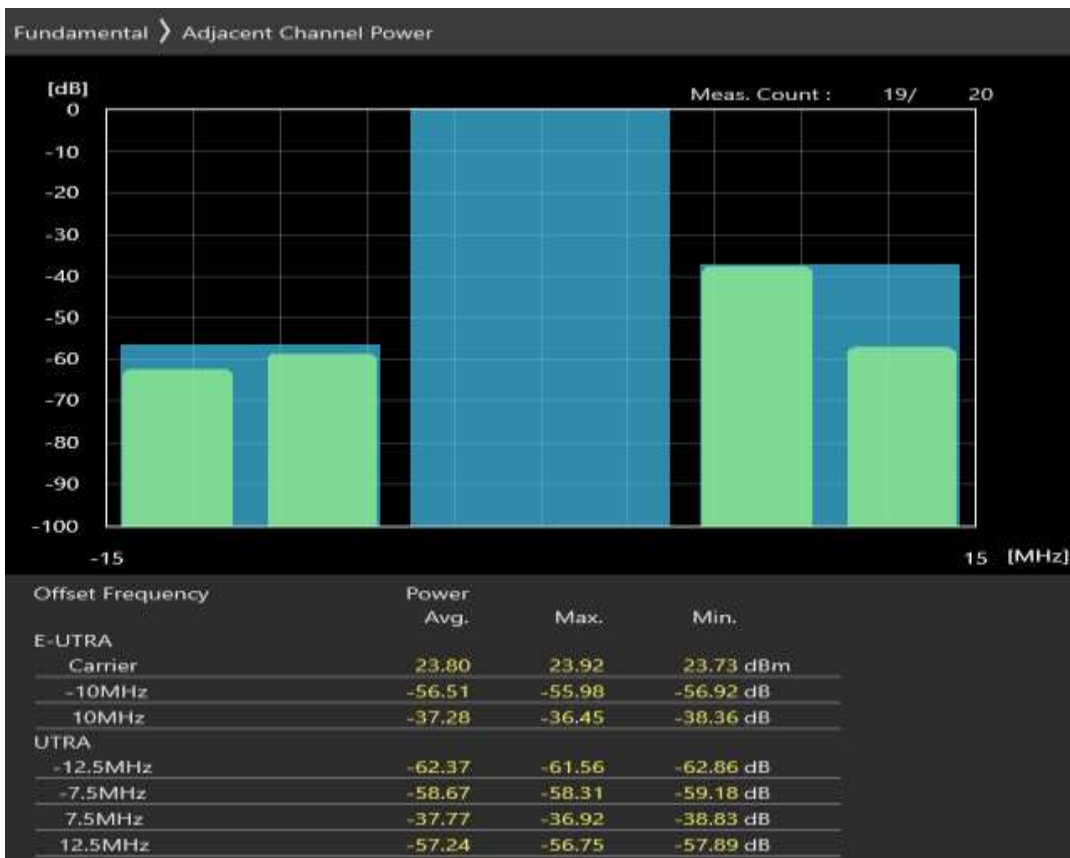 Fundamental ❯ Adjacent Channel Power
[dB]
Meas. Count : 19/ 20
0
-10
-20
-30
-40
-50
-60
-70
-80
-90
-100
-15 15 [MHz]
Offset Frequency Power
Avg. Max. Min.
E-UTRA
Carrier 23.80 23.92 23.73 dBm
-10MHz -56.51 -55.98 -56.92 dB
10MHz -37.28 -36.45 -38.36 dB
UTRA
-12.5MHz -62.37 -61.56 -62.86 dB
-7.5MHz -58.67 -58.31 -59.18 dB
7.5MHz -37.77 -36.92 -38.83 dB
12.5MHz -57.24 -56.75 -57.89 dB